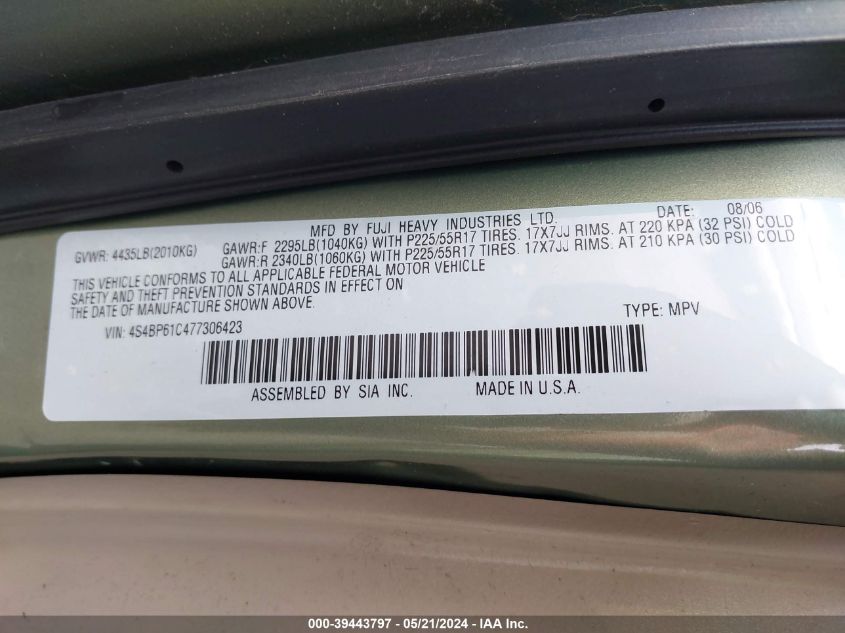 MFD BY FUJI HEAVY INDUSTRIES LTD. DATE: 08/06
GVWR: 4435LB(2010KG) GAWR:F 2295LB(1040KG) WITH P225/55R17 TIRES. 17X7JJ RIMS. AT 220 KPA (32 PSI) COLD
GAWR:R 2340LB(1060KG) WITH P225/55R17 TIRES. 17X7JJ RIMS. AT 210 KPA (30 PSI) COLD
THIS VEHICLE CONFORMS TO ALL APPLICABLE FEDERAL MOTOR VEHICLE
SAFETY AND THEFT PREVENTION STANDARDS IN EFFECT ON
THE DATE OF MANUFACTURE SHOWN ABOVE.
VIN: 4S4BP61C477306423 TYPE: MPV
ASSEMBLED BY SIA INC. MADE IN U.S.A.
000-39443797 - 05/21/2024 - IAA Inc.